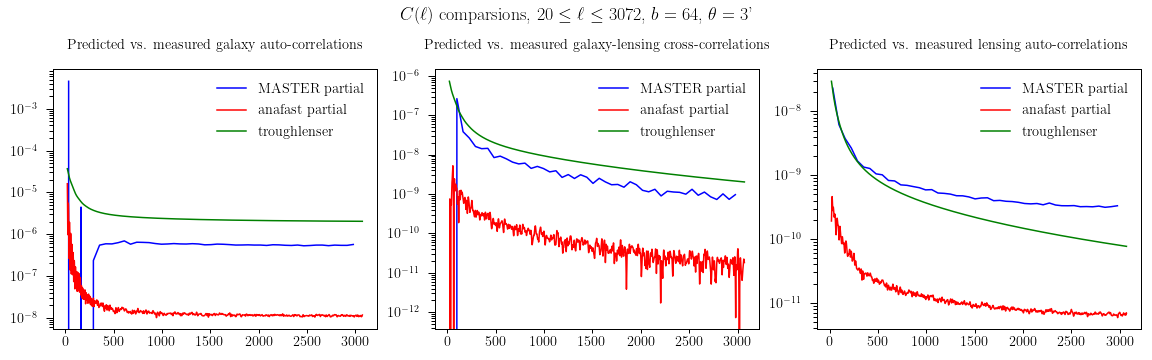 C(ℓ) comparsions, 20 ≤ ℓ ≤ 3072, b = 64, θ = 3'
Predicted vs. measured galaxy auto-correlations
10⁻³
10⁻⁴
10⁻⁵
10⁻⁶
10⁻⁷
10⁻⁸
MASTER partial
anafast partial
troughlenser
0 500 1000 1500 2000 2500 3000
Predicted vs. measured galaxy-lensing cross-correlations
10⁻⁶
10⁻⁷
10⁻⁸
10⁻⁹
10⁻¹⁰
10⁻¹¹
10⁻¹²
MASTER partial
anafast partial
troughlenser
0 500 1000 1500 2000 2500 3000
Predicted vs. measured lensing auto-correlations
10⁻⁸
10⁻⁹
10⁻¹⁰
10⁻¹¹
MASTER partial
anafast partial
troughlenser
0 500 1000 1500 2000 2500 3000